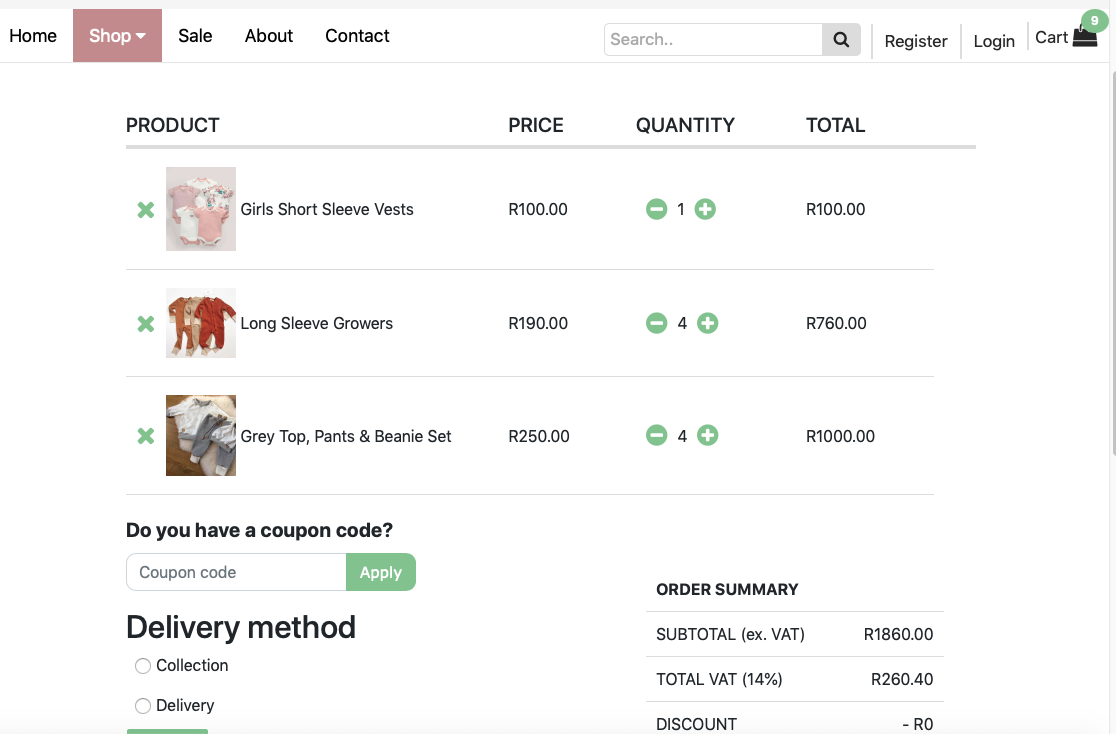 Home Shop Sale About Contact Search.. Register Login Cart 9
PRODUCT PRICE QUANTITY TOTAL
Girls Short Sleeve Vests R100.00 1 R100.00
Long Sleeve Growers R190.00 4 R760.00
Grey Top, Pants & Beanie Set R250.00 4 R1000.00
Do you have a coupon code?
Coupon code Apply
Delivery method
Collection
Delivery
ORDER SUMMARY
SUBTOTAL (ex. VAT) R1860.00
TOTAL VAT (14%) R260.40
DISCOUNT - R0